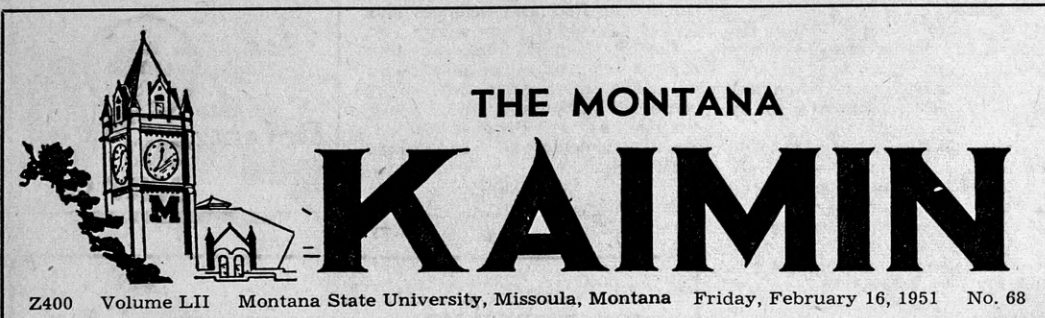 THE MONTANA
KAIMIN
M
Z400 Volume LII Montana State University, Missoula, Montana Friday, February 16, 1951 No. 68